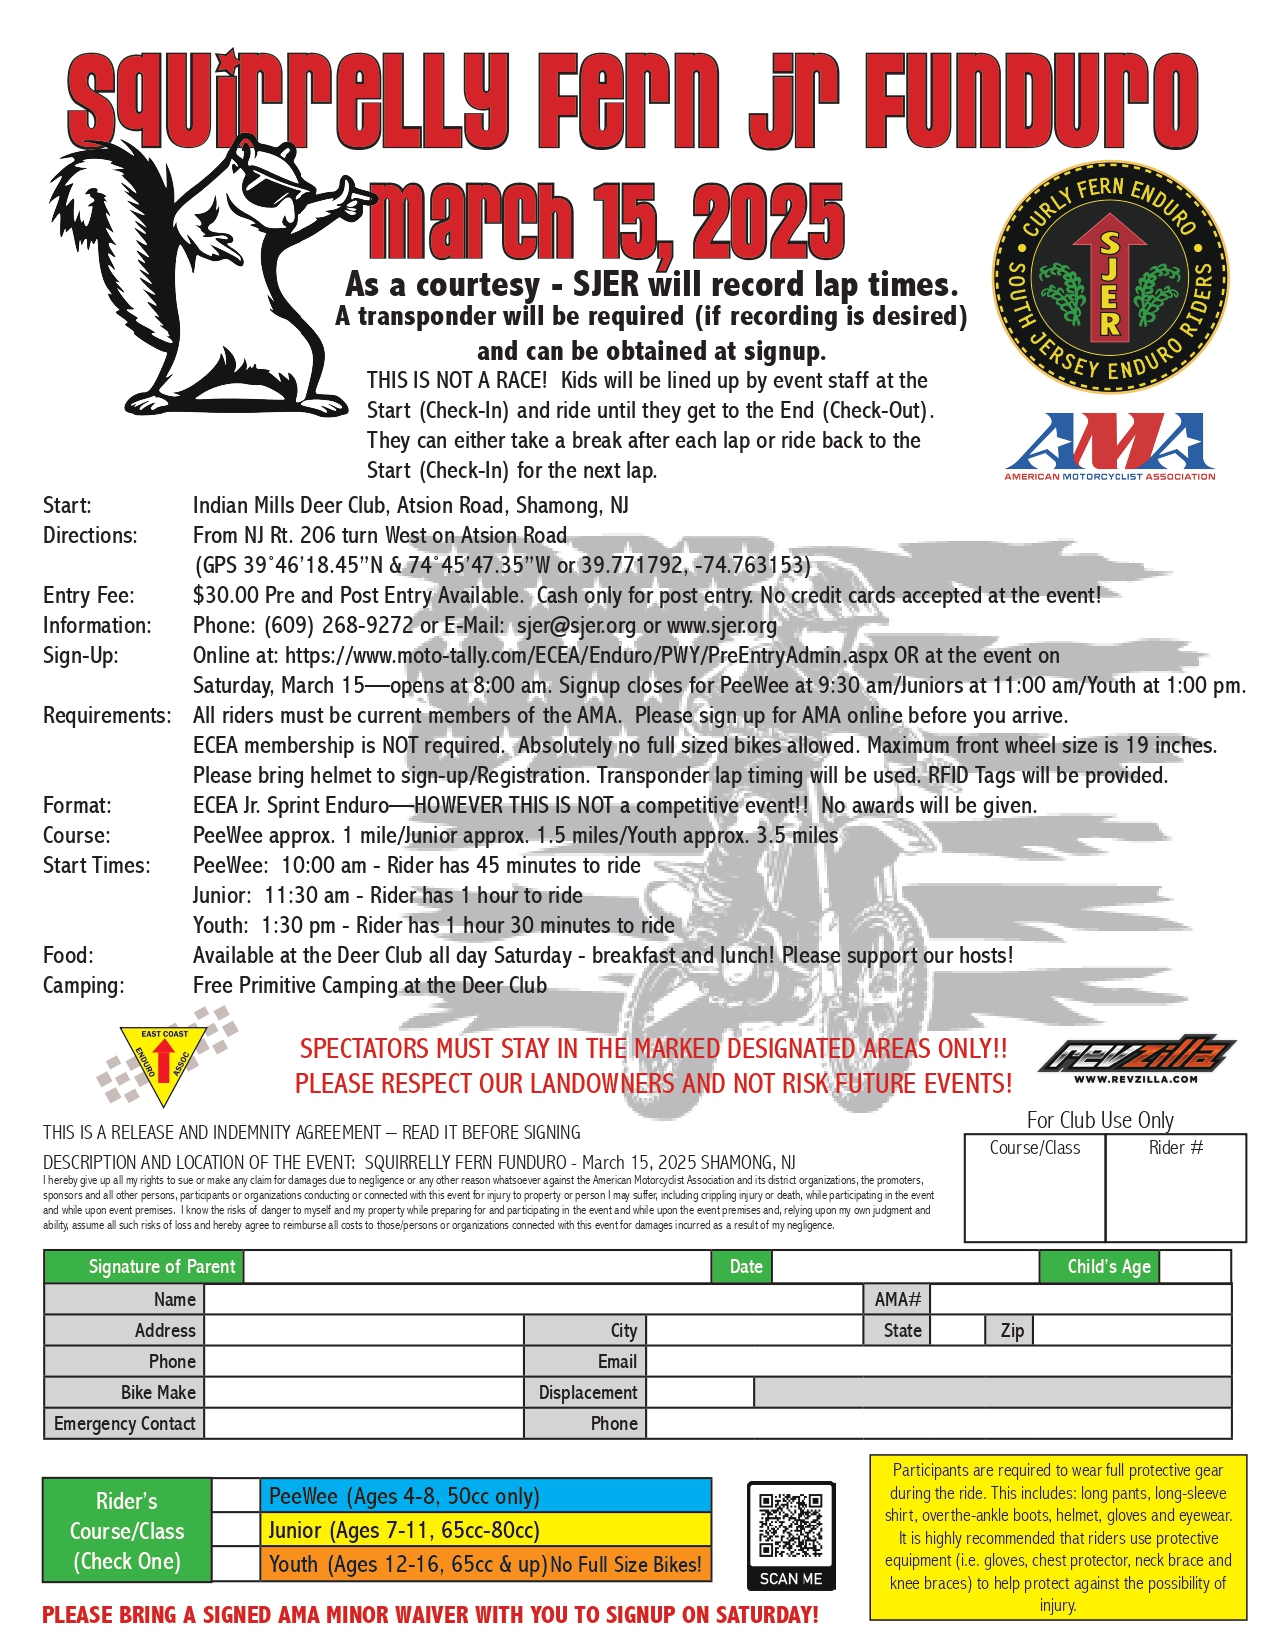 Squirrelly Fern Jr Funduro
March 15, 2025
As a courtesy - SJER will record lap times.
A transponder will be required (if recording is desired)
and can be obtained at signup.
THIS IS NOT A RACE!  Kids will be lined up by event staff at the
Start (Check-In) and ride until they get to the End (Check-Out).
They can either take a break after each lap or ride back to the
Start (Check-In) for the next lap.
CURLY FERN ENDURO
SJER
SOUTH JERSEY ENDURO RIDERS
AMA
AMERICAN MOTORCYCLIST ASSOCIATION
Start: Indian Mills Deer Club, Atsion Road, Shamong, NJ
Directions: From NJ Rt. 206 turn West on Atsion Road
(GPS 39˚46’18.45”N & 74˚45’47.35”W or 39.771792, -74.763153)
Entry Fee: $30.00 Pre and Post Entry Available.  Cash only for post entry. No credit cards accepted at the event!
Information: Phone: (609) 268-9272 or E-Mail:  sjer@sjer.org or www.sjer.org
Sign-Up: Online at: https://www.moto-tally.com/ECEA/Enduro/PWY/PreEntryAdmin.aspx OR at the event on
Saturday, March 15—opens at 8:00 am. Signup closes for PeeWee at 9:30 am/Juniors at 11:00 am/Youth at 1:00 pm.
Requirements: All riders must be current members of the AMA.  Please sign up for AMA online before you arrive.
ECEA membership is NOT required.  Absolutely no full sized bikes allowed. Maximum front wheel size is 19 inches.
Please bring helmet to sign-up/Registration. Transponder lap timing will be used. RFID Tags will be provided.
Format: ECEA Jr. Sprint Enduro—HOWEVER THIS IS NOT a competitive event!!  No awards will be given.
Course: PeeWee approx. 1 mile/Junior approx. 1.5 miles/Youth approx. 3.5 miles
Start Times: PeeWee:  10:00 am - Rider has 45 minutes to ride
Junior:  11:30 am - Rider has 1 hour to ride
Youth:  1:30 pm - Rider has 1 hour 30 minutes to ride
Food: Available at the Deer Club all day Saturday - breakfast and lunch! Please support our hosts!
Camping: Free Primitive Camping at the Deer Club
EAST COAST
ENDURO ASSOC
SPECTATORS MUST STAY IN THE MARKED DESIGNATED AREAS ONLY!!
PLEASE RESPECT OUR LANDOWNERS AND NOT RISK FUTURE EVENTS!
revzilla
WWW.REVZILLA.COM
THIS IS A RELEASE AND INDEMNITY AGREEMENT – READ IT BEFORE SIGNING
DESCRIPTION AND LOCATION OF THE EVENT:  SQUIRRELLY FERN FUNDURO - March 15, 2025 SHAMONG, NJ
I hereby give up all my rights to sue or make any claim for damages due to negligence or any other reason whatsoever against the American Motorcyclist Association and its district organizations, the promoters,
sponsors and all other persons, participants or organizations conducting or connected with this event for injury to property or person I may suffer, including crippling injury or death, while participating in the event
and while upon event premises.  I know the risks of danger to myself and my property while preparing for and participating in the event and while upon the event premises and, relying upon my own judgment and
ability, assume all such risks of loss and hereby agree to reimburse all costs to those/persons or organizations connected with this event for damages incurred as a result of my negligence.
For Club Use Only
Course/Class Rider #
Signature of Parent Date Child’s Age
Name AMA#
Address City State Zip
Phone Email
Bike Make Displacement
Emergency Contact Phone
Rider’s
Course/Class
(Check One)
PeeWee (Ages 4-8, 50cc only)
Junior (Ages 7-11, 65cc-80cc)
Youth (Ages 12-16, 65cc & up) No Full Size Bikes!
SCAN ME
Participants are required to wear full protective gear
during the ride. This includes: long pants, long-sleeve
shirt, overthe-ankle boots, helmet, gloves and eyewear.
It is highly recommended that riders use protective
equipment (i.e. gloves, chest protector, neck brace and
knee braces) to help protect against the possibility of
injury.
PLEASE BRING A SIGNED AMA MINOR WAIVER WITH YOU TO SIGNUP ON SATURDAY!